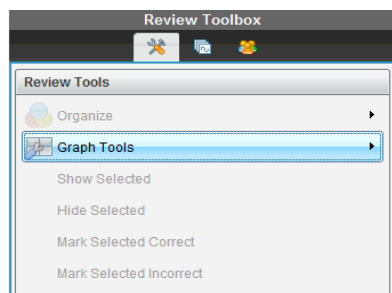 Review Toolbox
Review Tools
Organize
Graph Tools
Show Selected
Hide Selected
Mark Selected Correct
Mark Selected Incorrect